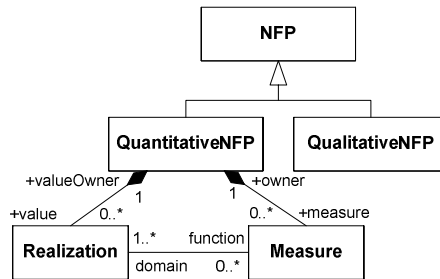 NFP
QuantitativeNFP
QualitativeNFP
+valueOwner
1
1
+owner
+value
0..*
0..*
+measure
Realization
1..*
function
Measure
domain
0..*